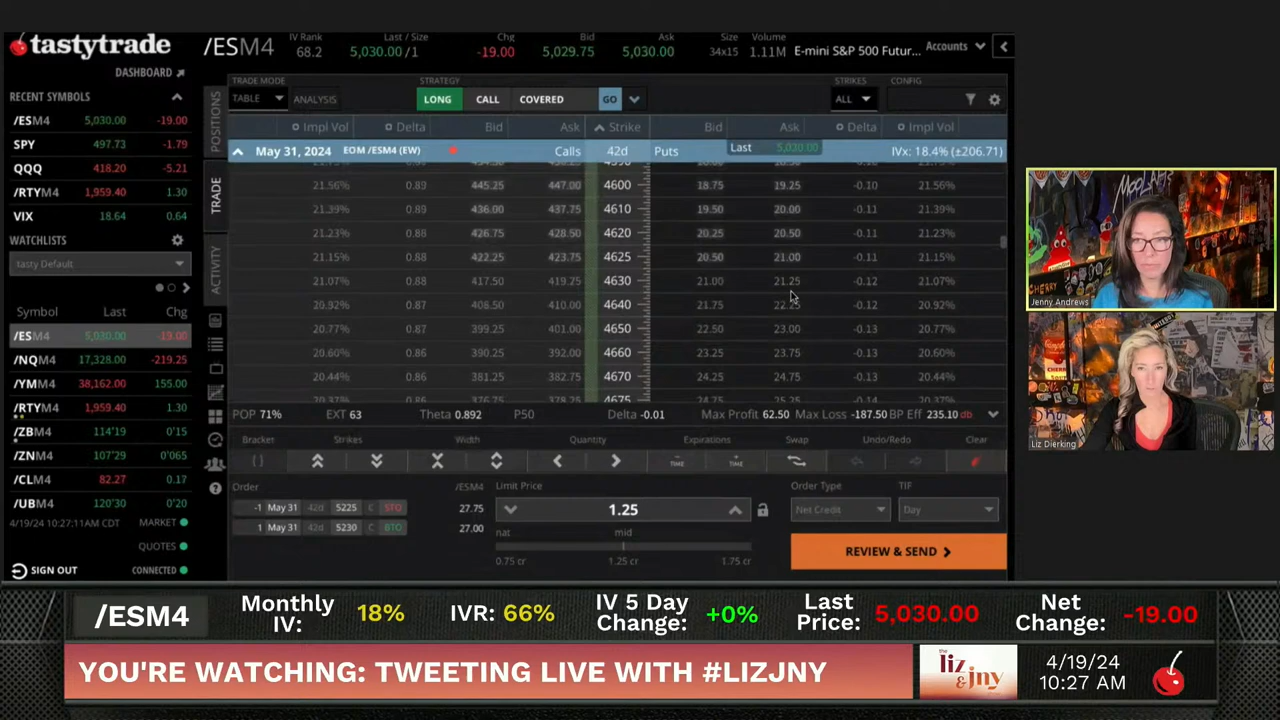 tastytrade
/ESM4
IV Rank
68.2
Last / Size
5,030.00 /1
Chg
-19.00
Bid
5,029.75
Ask
5,030.00
Size
34x15
Volume
1.11M
E-mini S&P 500 Futur...
Accounts
DASHBOARD
RECENT SYMBOLS
/ESM4 5,030.00 -19.00
SPY 497.73 -1.79
QQQ 418.20 -5.21
/RTYM4 1,959.40 1.30
VIX 18.64 0.64
WATCHLISTS
tasty Default
Symbol Last Chg
/ESM4 5,030.00 -19.00
/NQM4 17,328.00 -219.25
/YMM4 38,162.00 155.00
/RTYM4 1,959.40 1.30
/ZBM4 114'19 0'15
/ZNM4 107'29 0'065
/CLM4 82.27 0.17
/UBM4 120'30 0'20
4/19/24 10:27:11AM CDT MARKET
QUOTES
SIGN OUT CONNECTED
POSITIONS
TRADE
ACTIVITY
TRADE MODE
TABLE ANALYSIS
STRATEGY
LONG CALL COVERED GO
STRIKES
ALL
CONFIG
Impl Vol Delta Bid Ask Strike Bid Ask Delta Impl Vol
May 31, 2024 EOM /ESM4 (EW) Calls 42d Puts Last 5,030.00 IVx: 18.4% (±206.71)
21.56% 0.89 445.25 447.00 4600 18.75 19.25 -0.10 21.56%
21.39% 0.89 436.00 437.75 4610 19.50 20.00 -0.11 21.39%
21.23% 0.88 426.75 428.50 4620 20.25 20.50 -0.11 21.23%
21.15% 0.88 422.25 423.75 4625 20.50 21.00 -0.11 21.15%
21.07% 0.88 417.50 419.25 4630 21.00 21.25 -0.12 21.07%
20.92% 0.87 408.50 410.00 4640 21.75 22.25 -0.12 20.92%
20.77% 0.87 399.25 401.00 4650 22.50 23.00 -0.13 20.77%
20.60% 0.86 390.25 392.00 4660 23.25 23.75 -0.13 20.60%
20.44% 0.86 381.25 382.75 4670 24.25 24.75 -0.13 20.44%
4675
POP 71% EXT 63 Theta 0.892 P50 Delta -0.01 Max Profit 62.50 Max Loss -187.50 BP Eff 235.10 db
Bracket Strikes Width Quantity Expirations Swap Undo/Redo Clear
TIME TIME
Order /ESM4 Limit Price Order Type TIF
-1 May 31 42d 5225 C STO 27.75
1 May 31 42d 5230 C BTO 27.00
1.25
Net Credit Day
nat mid
0.75 cr 1.25 cr 1.75 cr
REVIEW & SEND
Jenny Andrews
Liz Dierking
/ESM4
Monthly IV: 18%
IVR: 66%
IV 5 Day Change: +0%
Last Price: 5,030.00
Net Change: -19.00
YOU'RE WATCHING: TWEETING LIVE WITH #LIZJNY
the liz & jny
4/19/24
10:27 AM